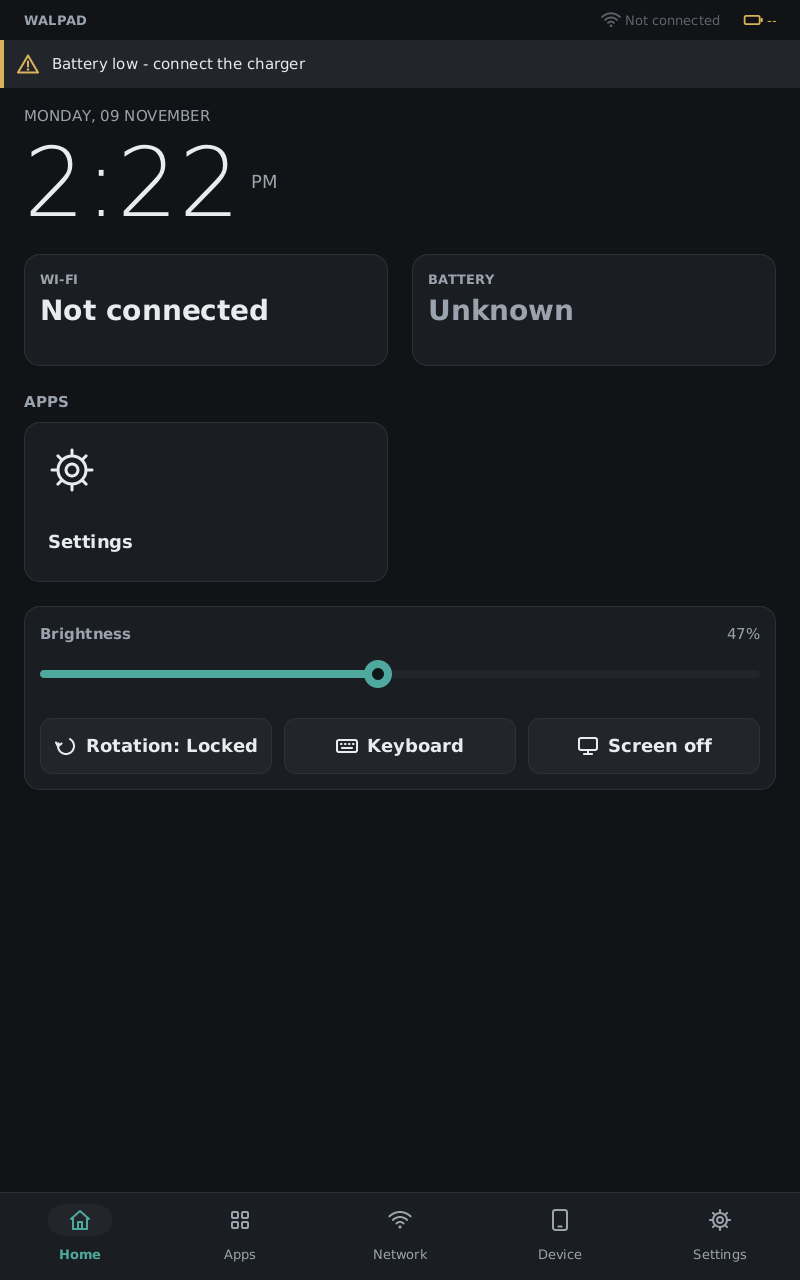 WALPAD Not connected --
Battery low - connect the charger
MONDAY, 09 NOVEMBER
2:22 PM
WI-FI
Not connected
BATTERY
Unknown
APPS
Settings
Brightness 47%
Rotation: Locked Keyboard Screen off
Home Apps Network Device Settings